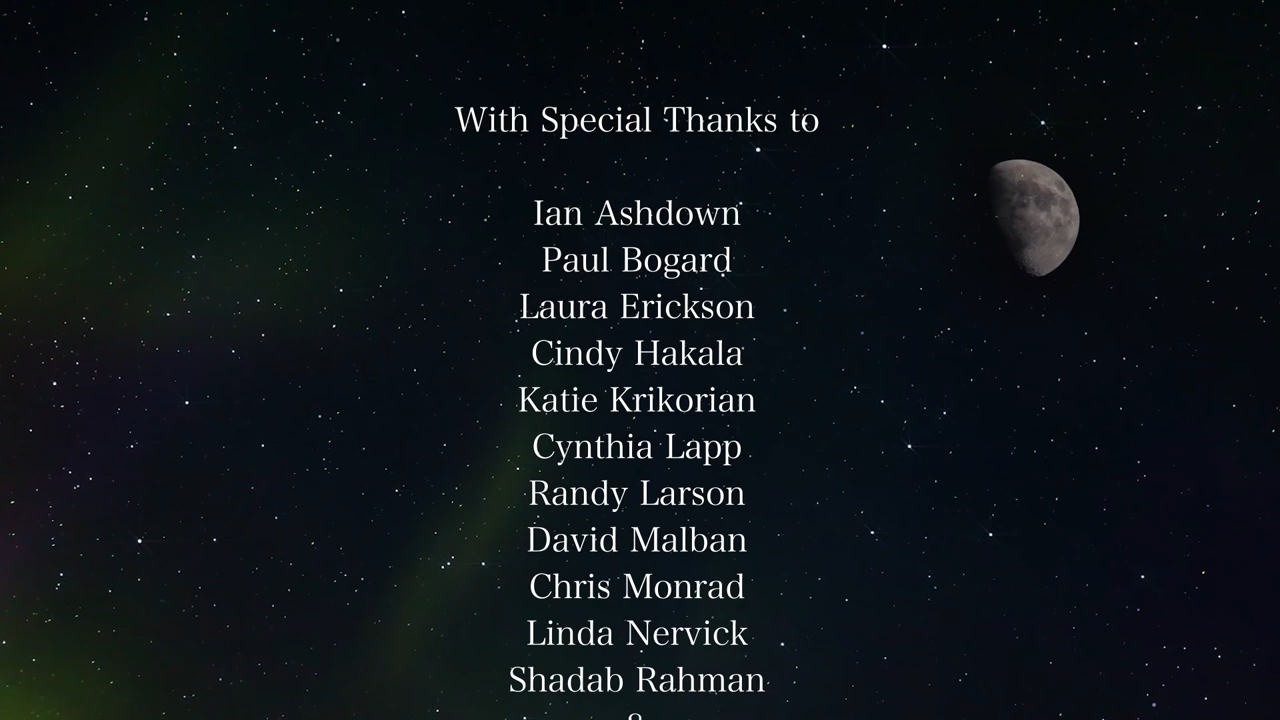 With Special Thanks to
Ian Ashdown
Paul Bogard
Laura Erickson
Cindy Hakala
Katie Krikorian
Cynthia Lapp
Randy Larson
David Malban
Chris Monrad
Linda Nervick
Shadab Rahman